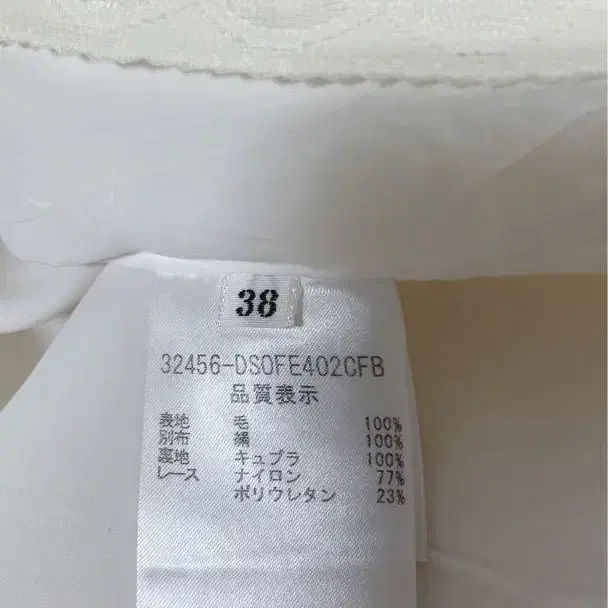 38
32456-DSOFE402CFB
品質表示
表地 毛 100%
別布 絹 100%
裏地 キュプラ 100%
レース ナイロン 77%
ポリウレタン 23%